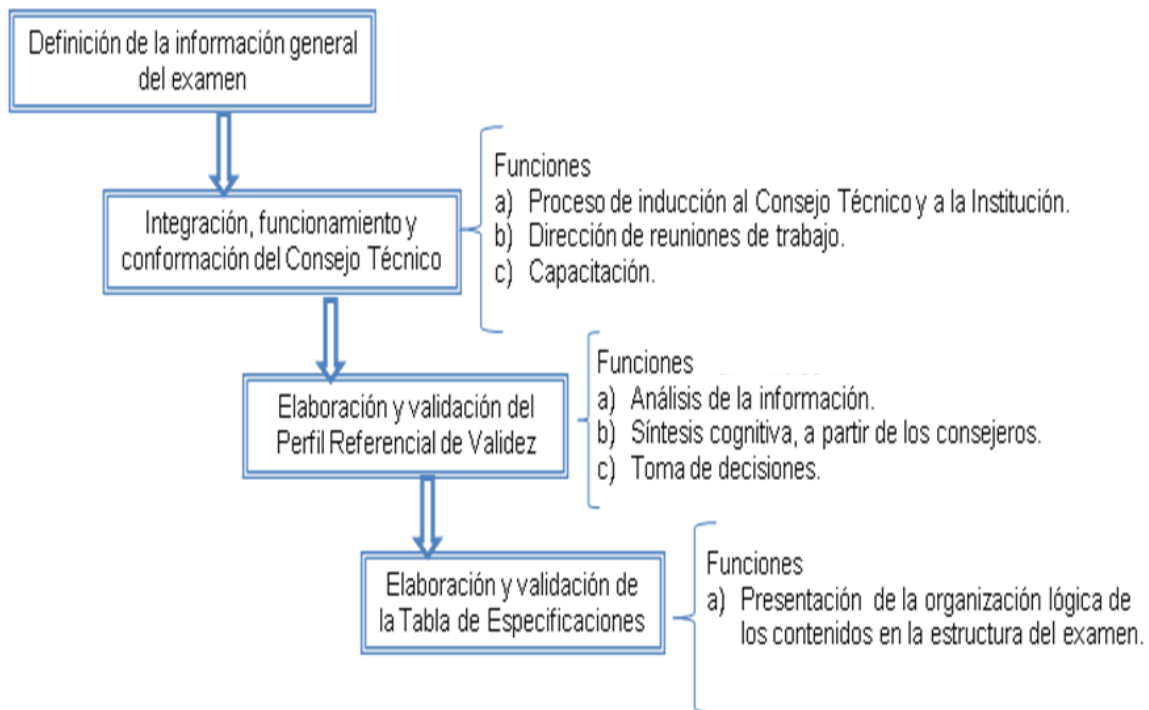 Definición de la información general
del examen
Integración, funcionamiento y
conformación del Consejo Técnico
Funciones
a) Proceso de inducción al Consejo Técnico y a la Institución.
b) Dirección de reuniones de trabajo.
c) Capacitación.
Elaboración y validación del
Perfil Referencial de Validez
Funciones
a) Análisis de la información.
b) Síntesis cognitiva, a partir de los consejeros.
c) Toma de decisiones.
Elaboración y validación de
la Tabla de Especificaciones
Funciones
a) Presentación de la organización lógica de
los contenidos en la estructura del examen.